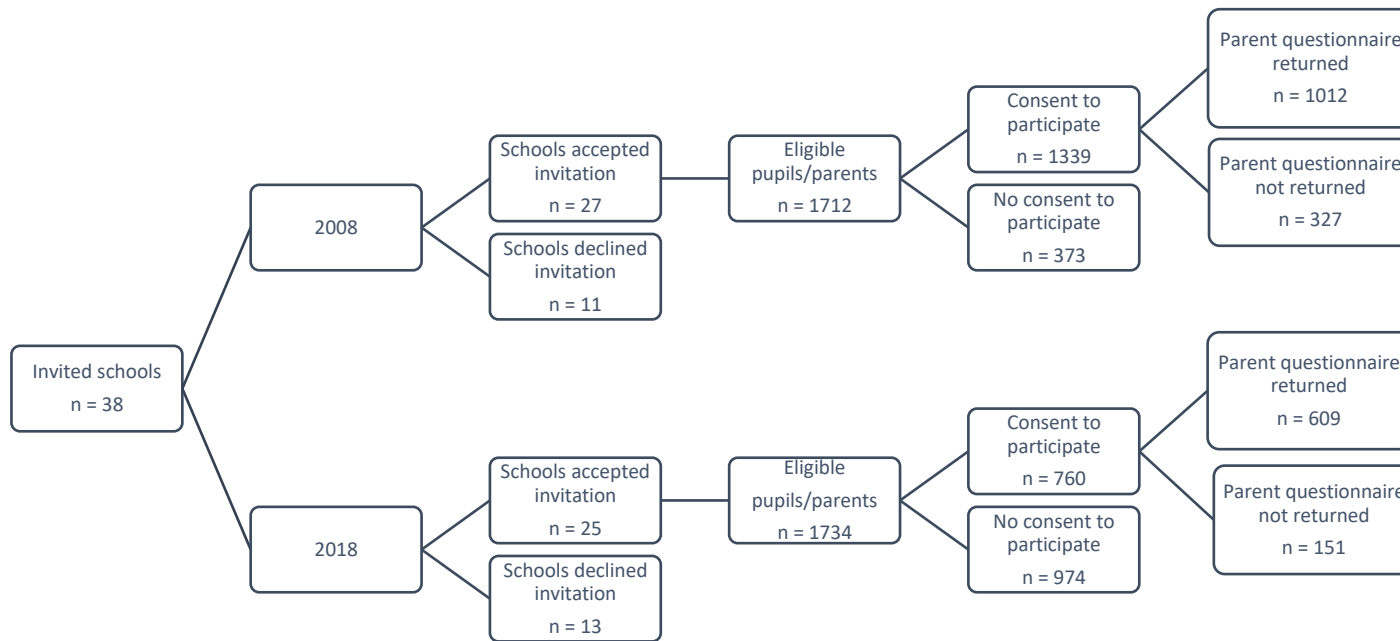 Invited schools
n = 38
2008
Schools accepted
invitation
n = 27
Schools declined
invitation
n = 11
Eligible
pupils/parents
n = 1712
Consent to
participate
n = 1339
No consent to
participate
n = 373
Parent questionnaire
returned
n = 1012
Parent questionnaire
not returned
n = 327
2018
Schools accepted
invitation
n = 25
Schools declined
invitation
n = 13
Eligible
pupils/parents
n = 1734
Consent to
participate
n = 760
No consent to
participate
n = 974
Parent questionnaire
returned
n = 609
Parent questionnaire
not returned
n = 151